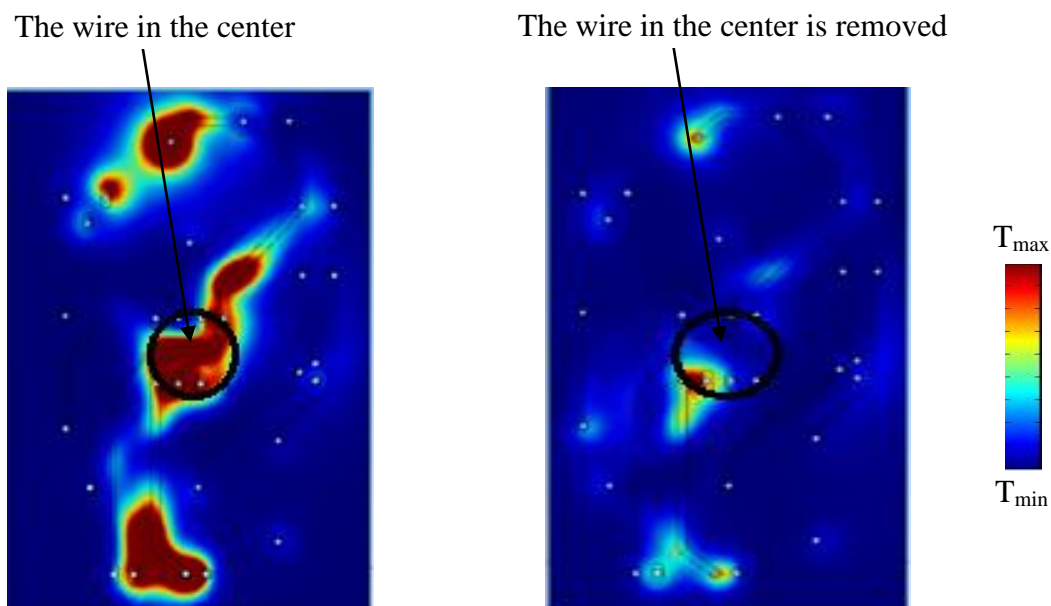 The wire in the center
The wire in the center is removed
Tmax
Tmin